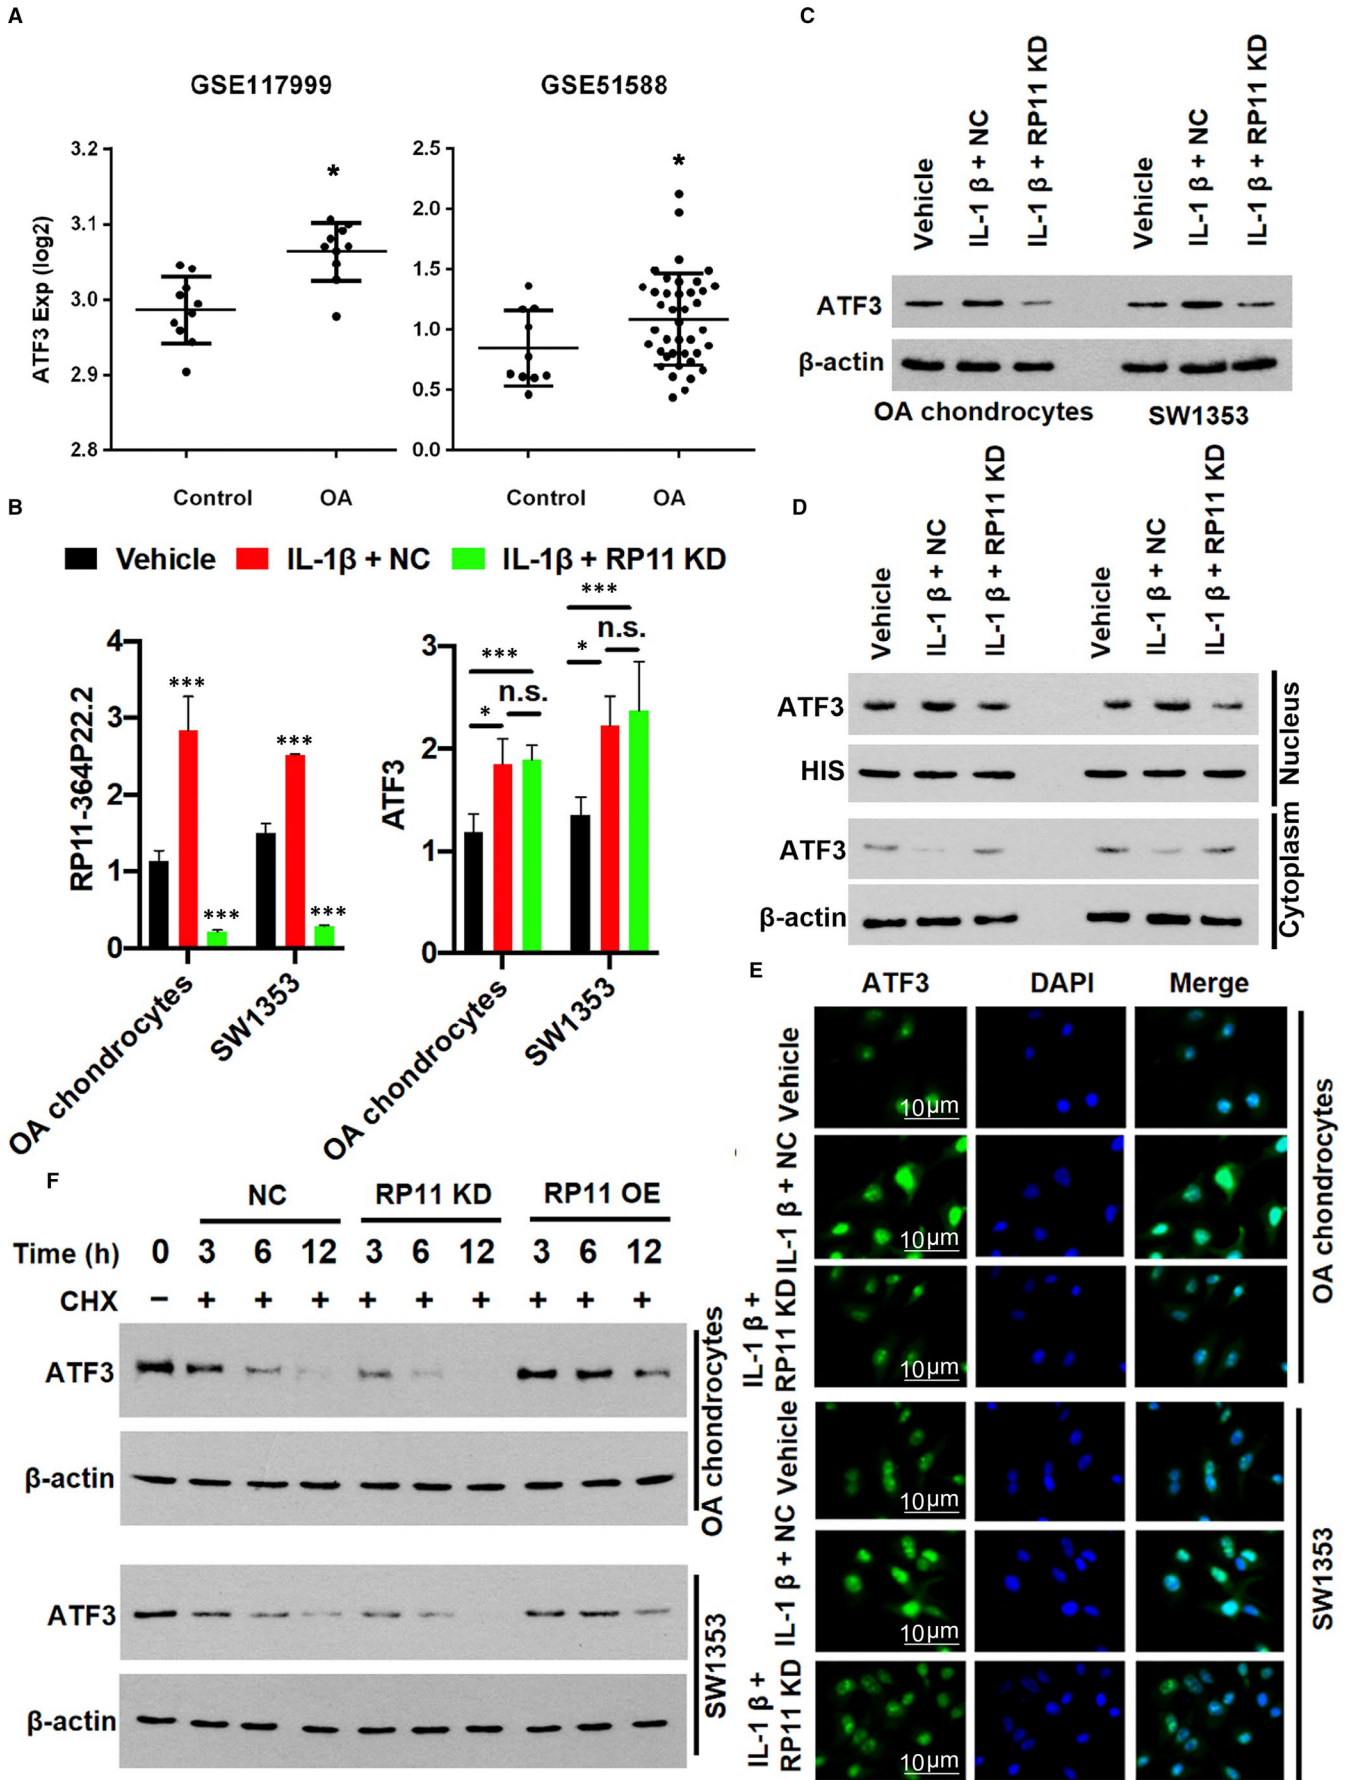 A
GSE117999
GSE51588
ATF3 Exp (log2)
3.2
3.1
3.0
2.9
2.8
*
Control
OA
2.5
2.0
1.5
1.0
0.5
0.0
*
Control
OA
B
Vehicle
IL-1β + NC
IL-1β + RP11 KD
RP11-364P22.2
4
3
2
1
0
***
***
***
***
OA chondrocytes
SW1353
ATF3
3
2
1
0
***
n.s.
*
***
n.s.
*
OA chondrocytes
SW1353
C
Vehicle
IL-1 β + NC
IL-1 β + RP11 KD
Vehicle
IL-1 β + NC
IL-1 β + RP11 KD
ATF3
β-actin
OA chondrocytes
SW1353
D
Vehicle
IL-1 β + NC
IL-1 β + RP11 KD
Vehicle
IL-1 β + NC
IL-1 β + RP11 KD
ATF3
HIS
Nucleus
ATF3
β-actin
Cytoplasm
E
ATF3
DAPI
Merge
Vehicle
10μm
IL-1 β + NC
10μm
IL-1 β +
RP11 KD
10μm
OA chondrocytes
Vehicle
10μm
IL-1 β + NC
10μm
IL-1 β +
RP11 KD
10μm
SW1353
F
NC
RP11 KD
RP11 OE
Time (h) 0 3 6 12 3 6 12 3 6 12
CHX − + + + + + + + + +
ATF3
β-actin
OA chondrocytes
ATF3
β-actin
SW1353